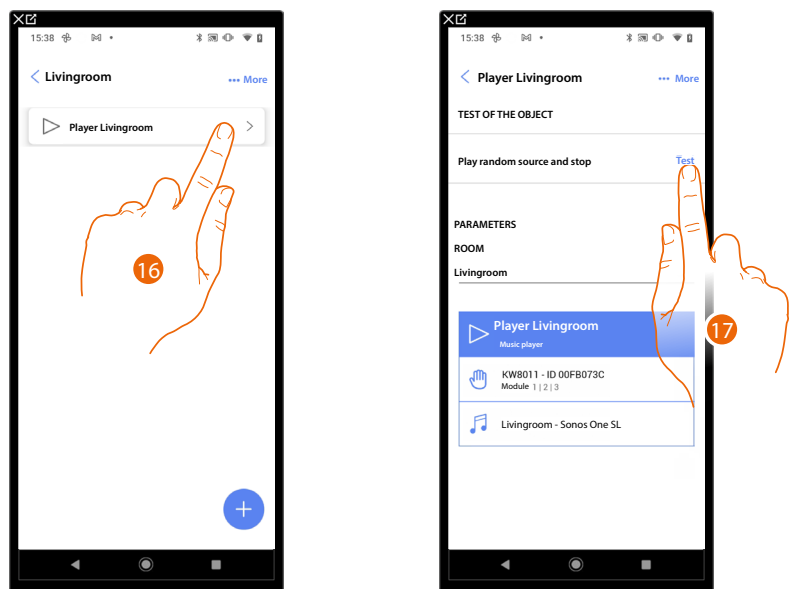 15:38
Livingroom
••• More
Player Livingroom
16
15:38
Player Livingroom
••• More
TEST OF THE OBJECT
Play random source and stop
Test
PARAMETERS
ROOM
Livingroom
Player Livingroom
Music player
KW8011 - ID 00FB073C
Module 1 | 2 | 3
Livingroom - Sonos One SL
17